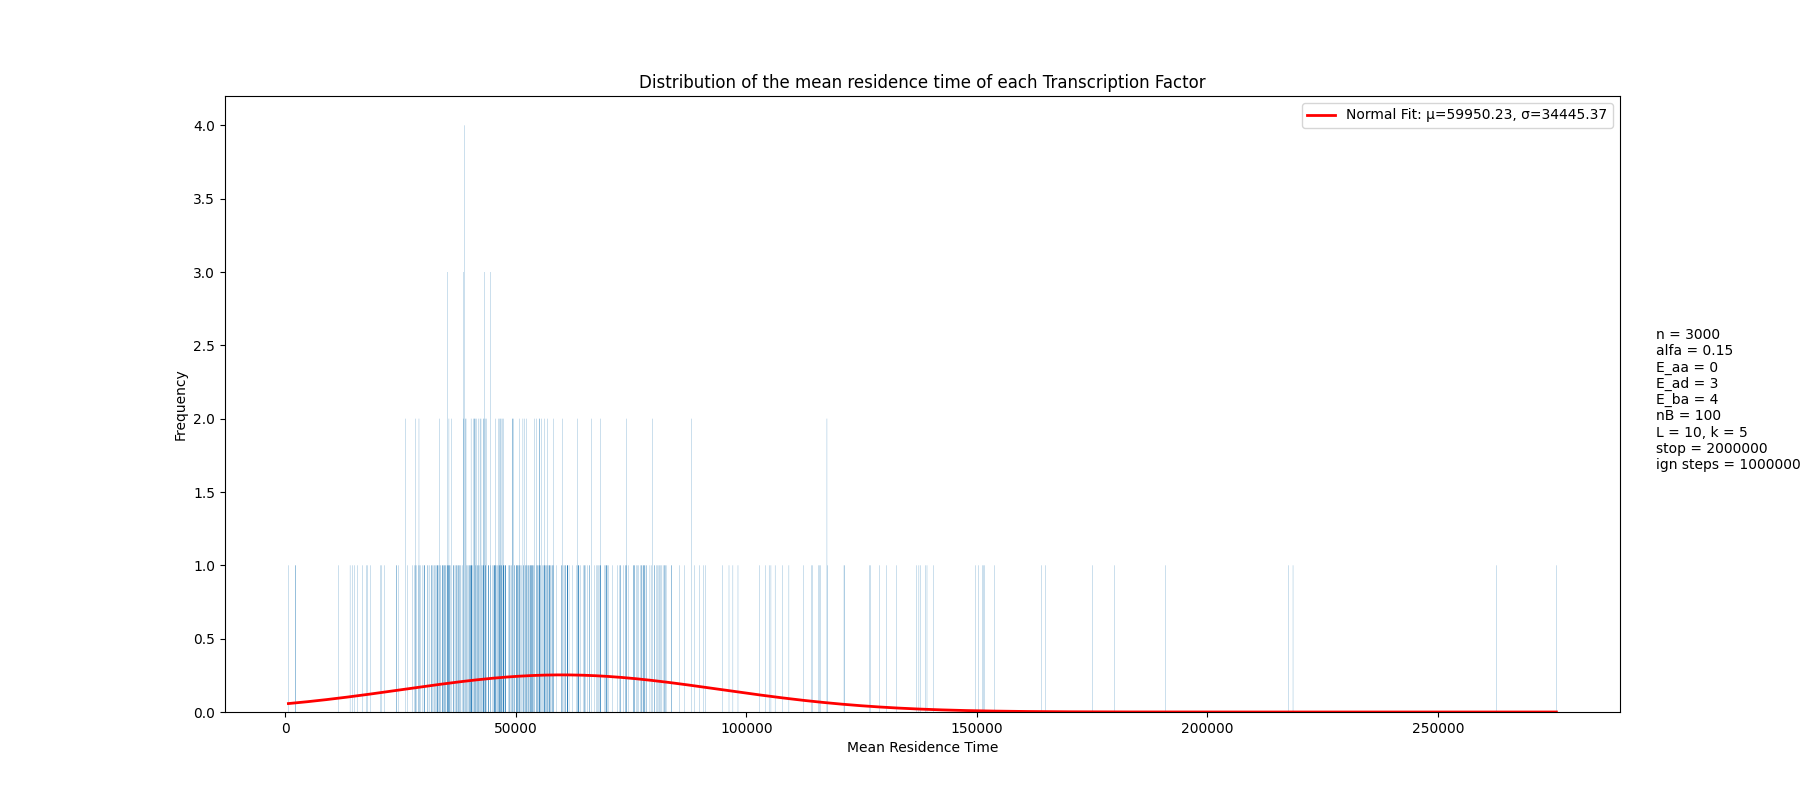 Distribution of the mean residence time of each Transcription Factor
Normal Fit: μ=59950.23, σ=34445.37
4.0
3.5
3.0
2.5
2.0
1.5
1.0
0.5
0.0
Frequency
0
50000
100000
150000
200000
250000
Mean Residence Time
n = 3000
alfa = 0.15
E_aa = 0
E_ad = 3
E_ba = 4
nB = 100
L = 10, k = 5
stop = 2000000
ign steps = 1000000